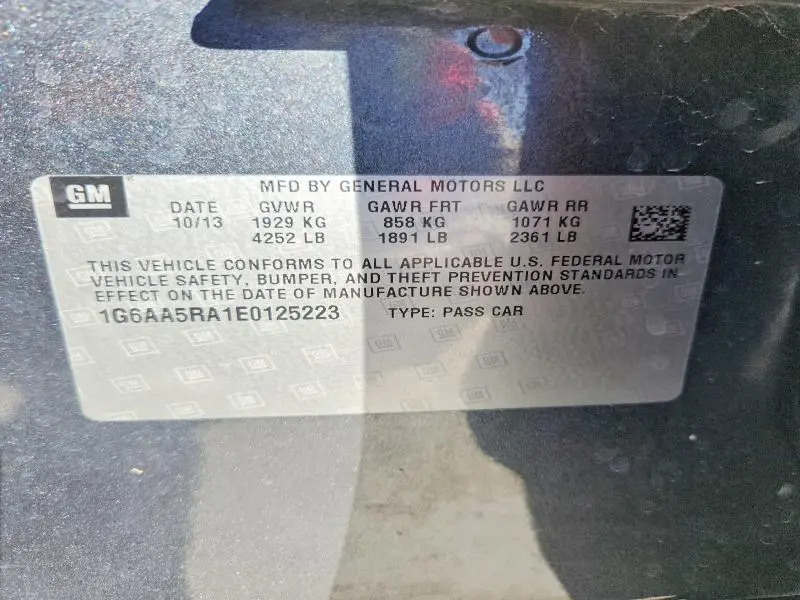 GM
MFD BY GENERAL MOTORS LLC
DATE GVWR GAWR FRT GAWR RR
10/13 1929 KG 858 KG 1071 KG
4252 LB 1891 LB 2361 LB
THIS VEHICLE CONFORMS TO ALL APPLICABLE U.S. FEDERAL MOTOR
VEHICLE SAFETY, BUMPER, AND THEFT PREVENTION STANDARDS IN
EFFECT ON THE DATE OF MANUFACTURE SHOWN ABOVE.
1G6AA5RA1E0125223 TYPE: PASS CAR